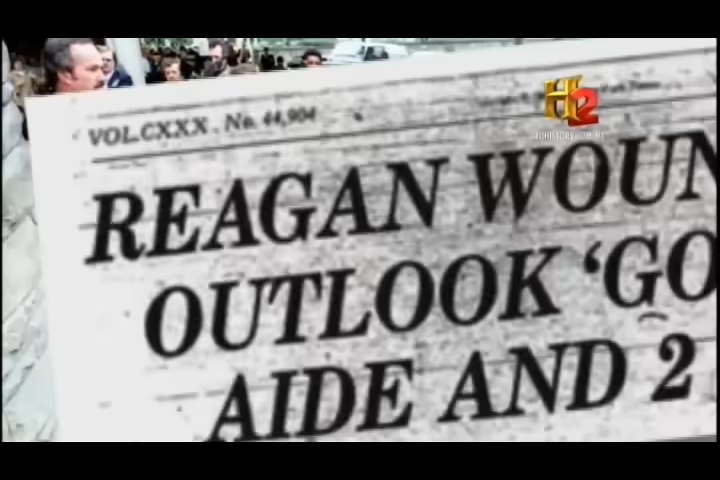 VOL.CXXX . No. 44,904
REAGAN WOUN
OUTLOOK ‘GO
AIDE AND 2
H2